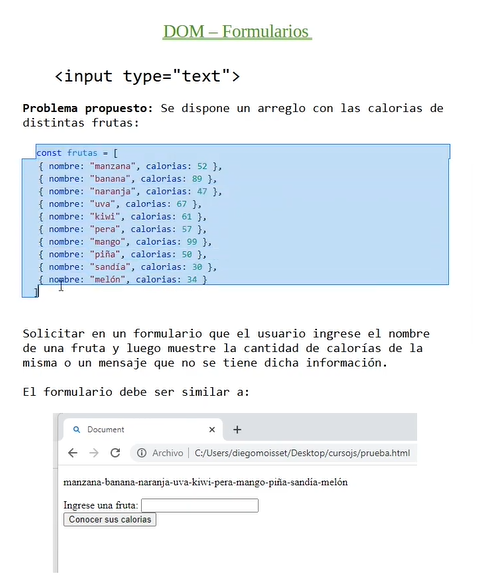 DOM – Formularios
<input type="text">
Problema propuesto: Se dispone un arreglo con las calorias de
distintas frutas:
const frutas = [
{ nombre: "manzana", calorias: 52 },
{ nombre: "banana", calorias: 89 },
{ nombre: "naranja", calorias: 47 },
{ nombre: "uva", calorias: 67 },
{ nombre: "kiwi", calorias: 61 },
{ nombre: "pera", calorias: 57 },
{ nombre: "mango", calorias: 99 },
{ nombre: "piña", calorias: 50 },
{ nombre: "sandía", calorias: 30 },
{ nombre: "melón", calorias: 34 }
]
Solicitar en un formulario que el usuario ingrese el nombre
de una fruta y luego muestre la cantidad de calorías de la
misma o un mensaje que no se tiene dicha información.
El formulario debe ser similar a:
Document
Archivo | C:/Users/diegomoisset/Desktop/cursojs/prueba.html
manzana-banana-naranja-uva-kiwi-pera-mango-piña-sandía-melón
Ingrese una fruta:
Conocer sus calorias